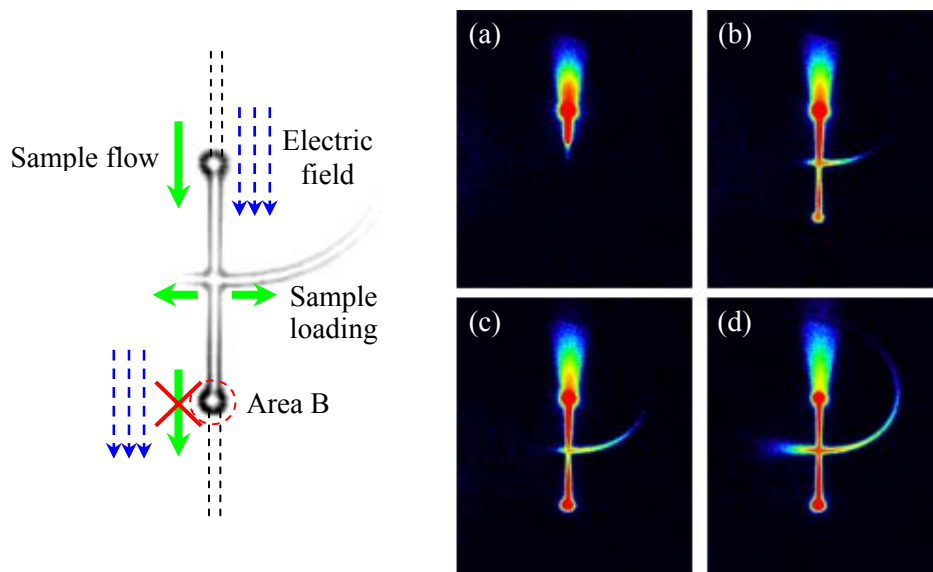 Sample flow
Electric
field
Sample
loading
Area B
(a)
(b)
(c)
(d)